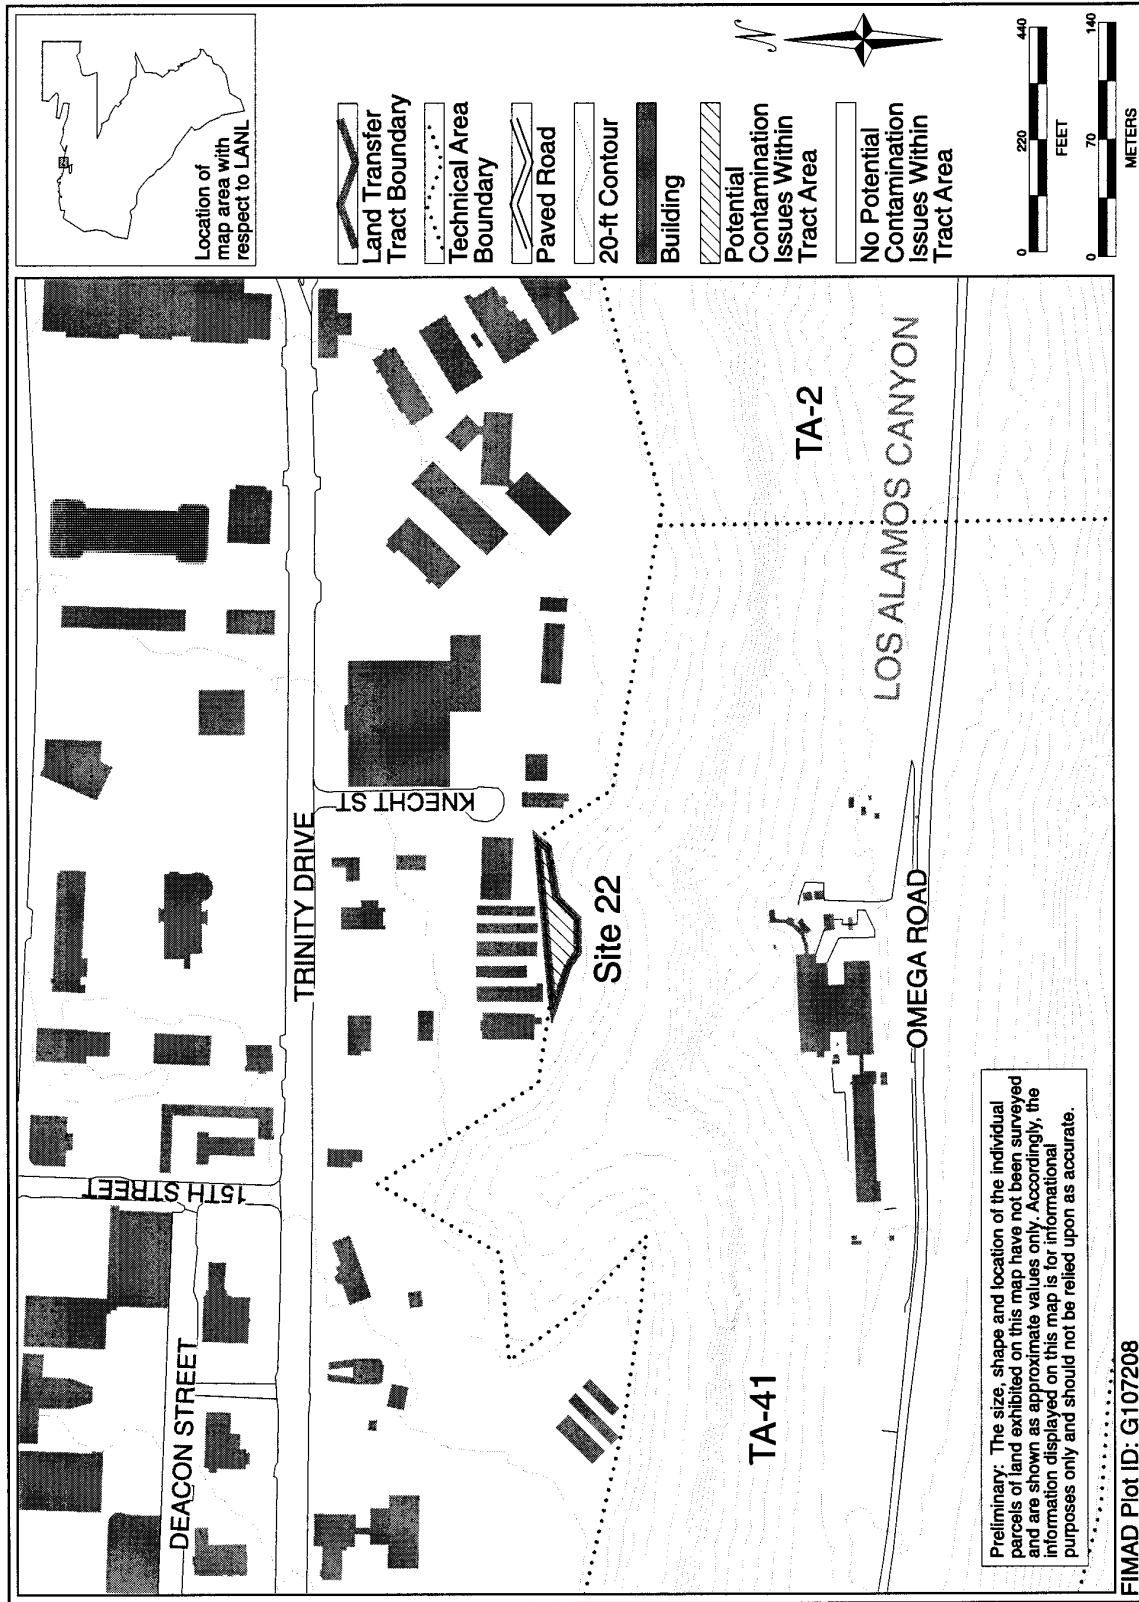 Location of
map area with
respect to LANL
Land Transfer
Tract Boundary
Technical Area
Boundary
Paved Road
20-ft Contour
Building
Potential
Contamination
Issues Within
Tract Area
No Potential
Contamination
Issues Within
Tract Area
N
0 220 440
FEET
0 70 140
METERS
DEACON STREET
15TH STREET
TRINITY DRIVE
KNECHT ST
Site 22
TA-41
TA-2
LOS ALAMOS CANYON
OMEGA ROAD
Preliminary: The size, shape and location of the individual
parcels of land exhibited on this map have not been surveyed
and are shown as approximate values only. Accordingly, the
information displayed on this map is for informational
purposes only and should not be relied upon as accurate.
FIMAD Plot ID: G107208